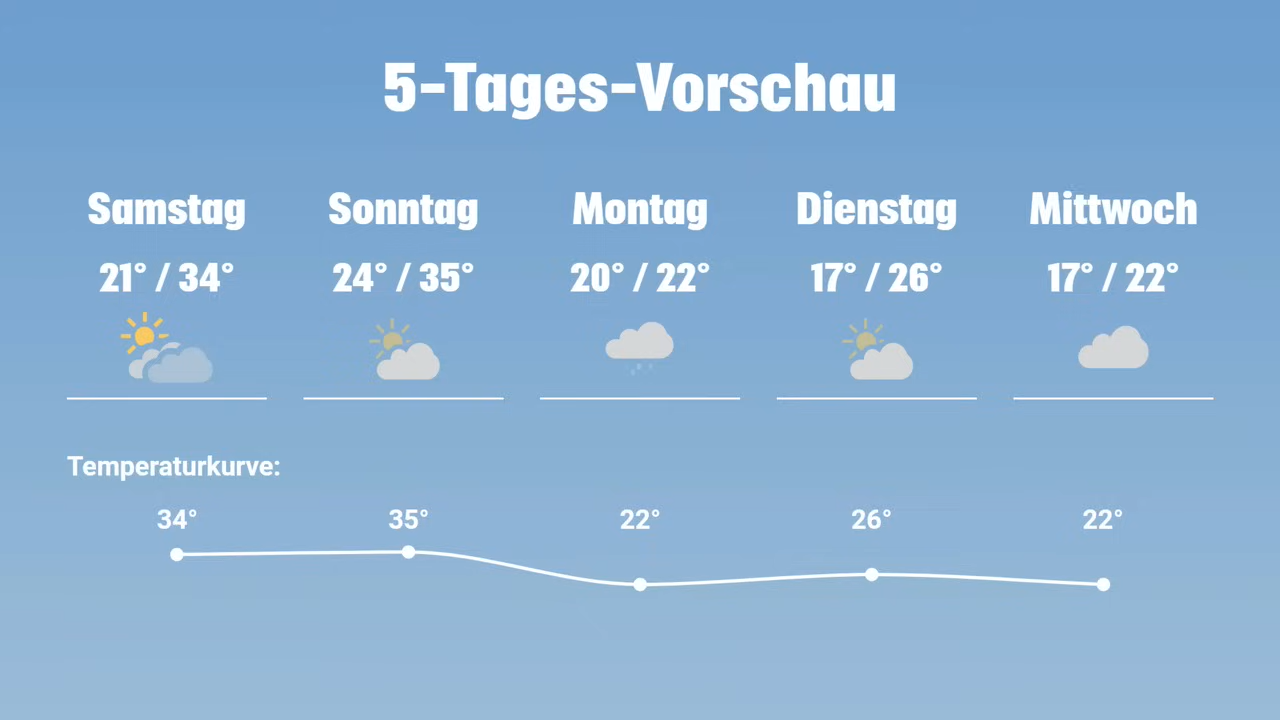 5-Tages-Vorschau
Samstag Sonntag Montag Dienstag Mittwoch
21° / 34° 24° / 35° 20° / 22° 17° / 26° 17° / 22°
Temperaturkurve:
34° 35° 22° 26° 22°